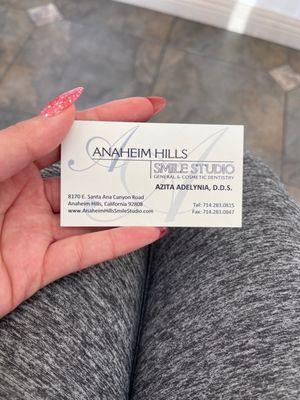 ANAHEIM HILLS
SMILE STUDIO
GENERAL & COSMETIC DENTISTRY
AZITA ADELYNIA, D.D.S.
8170 E. Santa Ana Canyon Road
Anaheim Hills, California 92808
www.AnaheimHillsSmileStudio.com
Tel: 714.283.0815
Fax: 714.283.0847